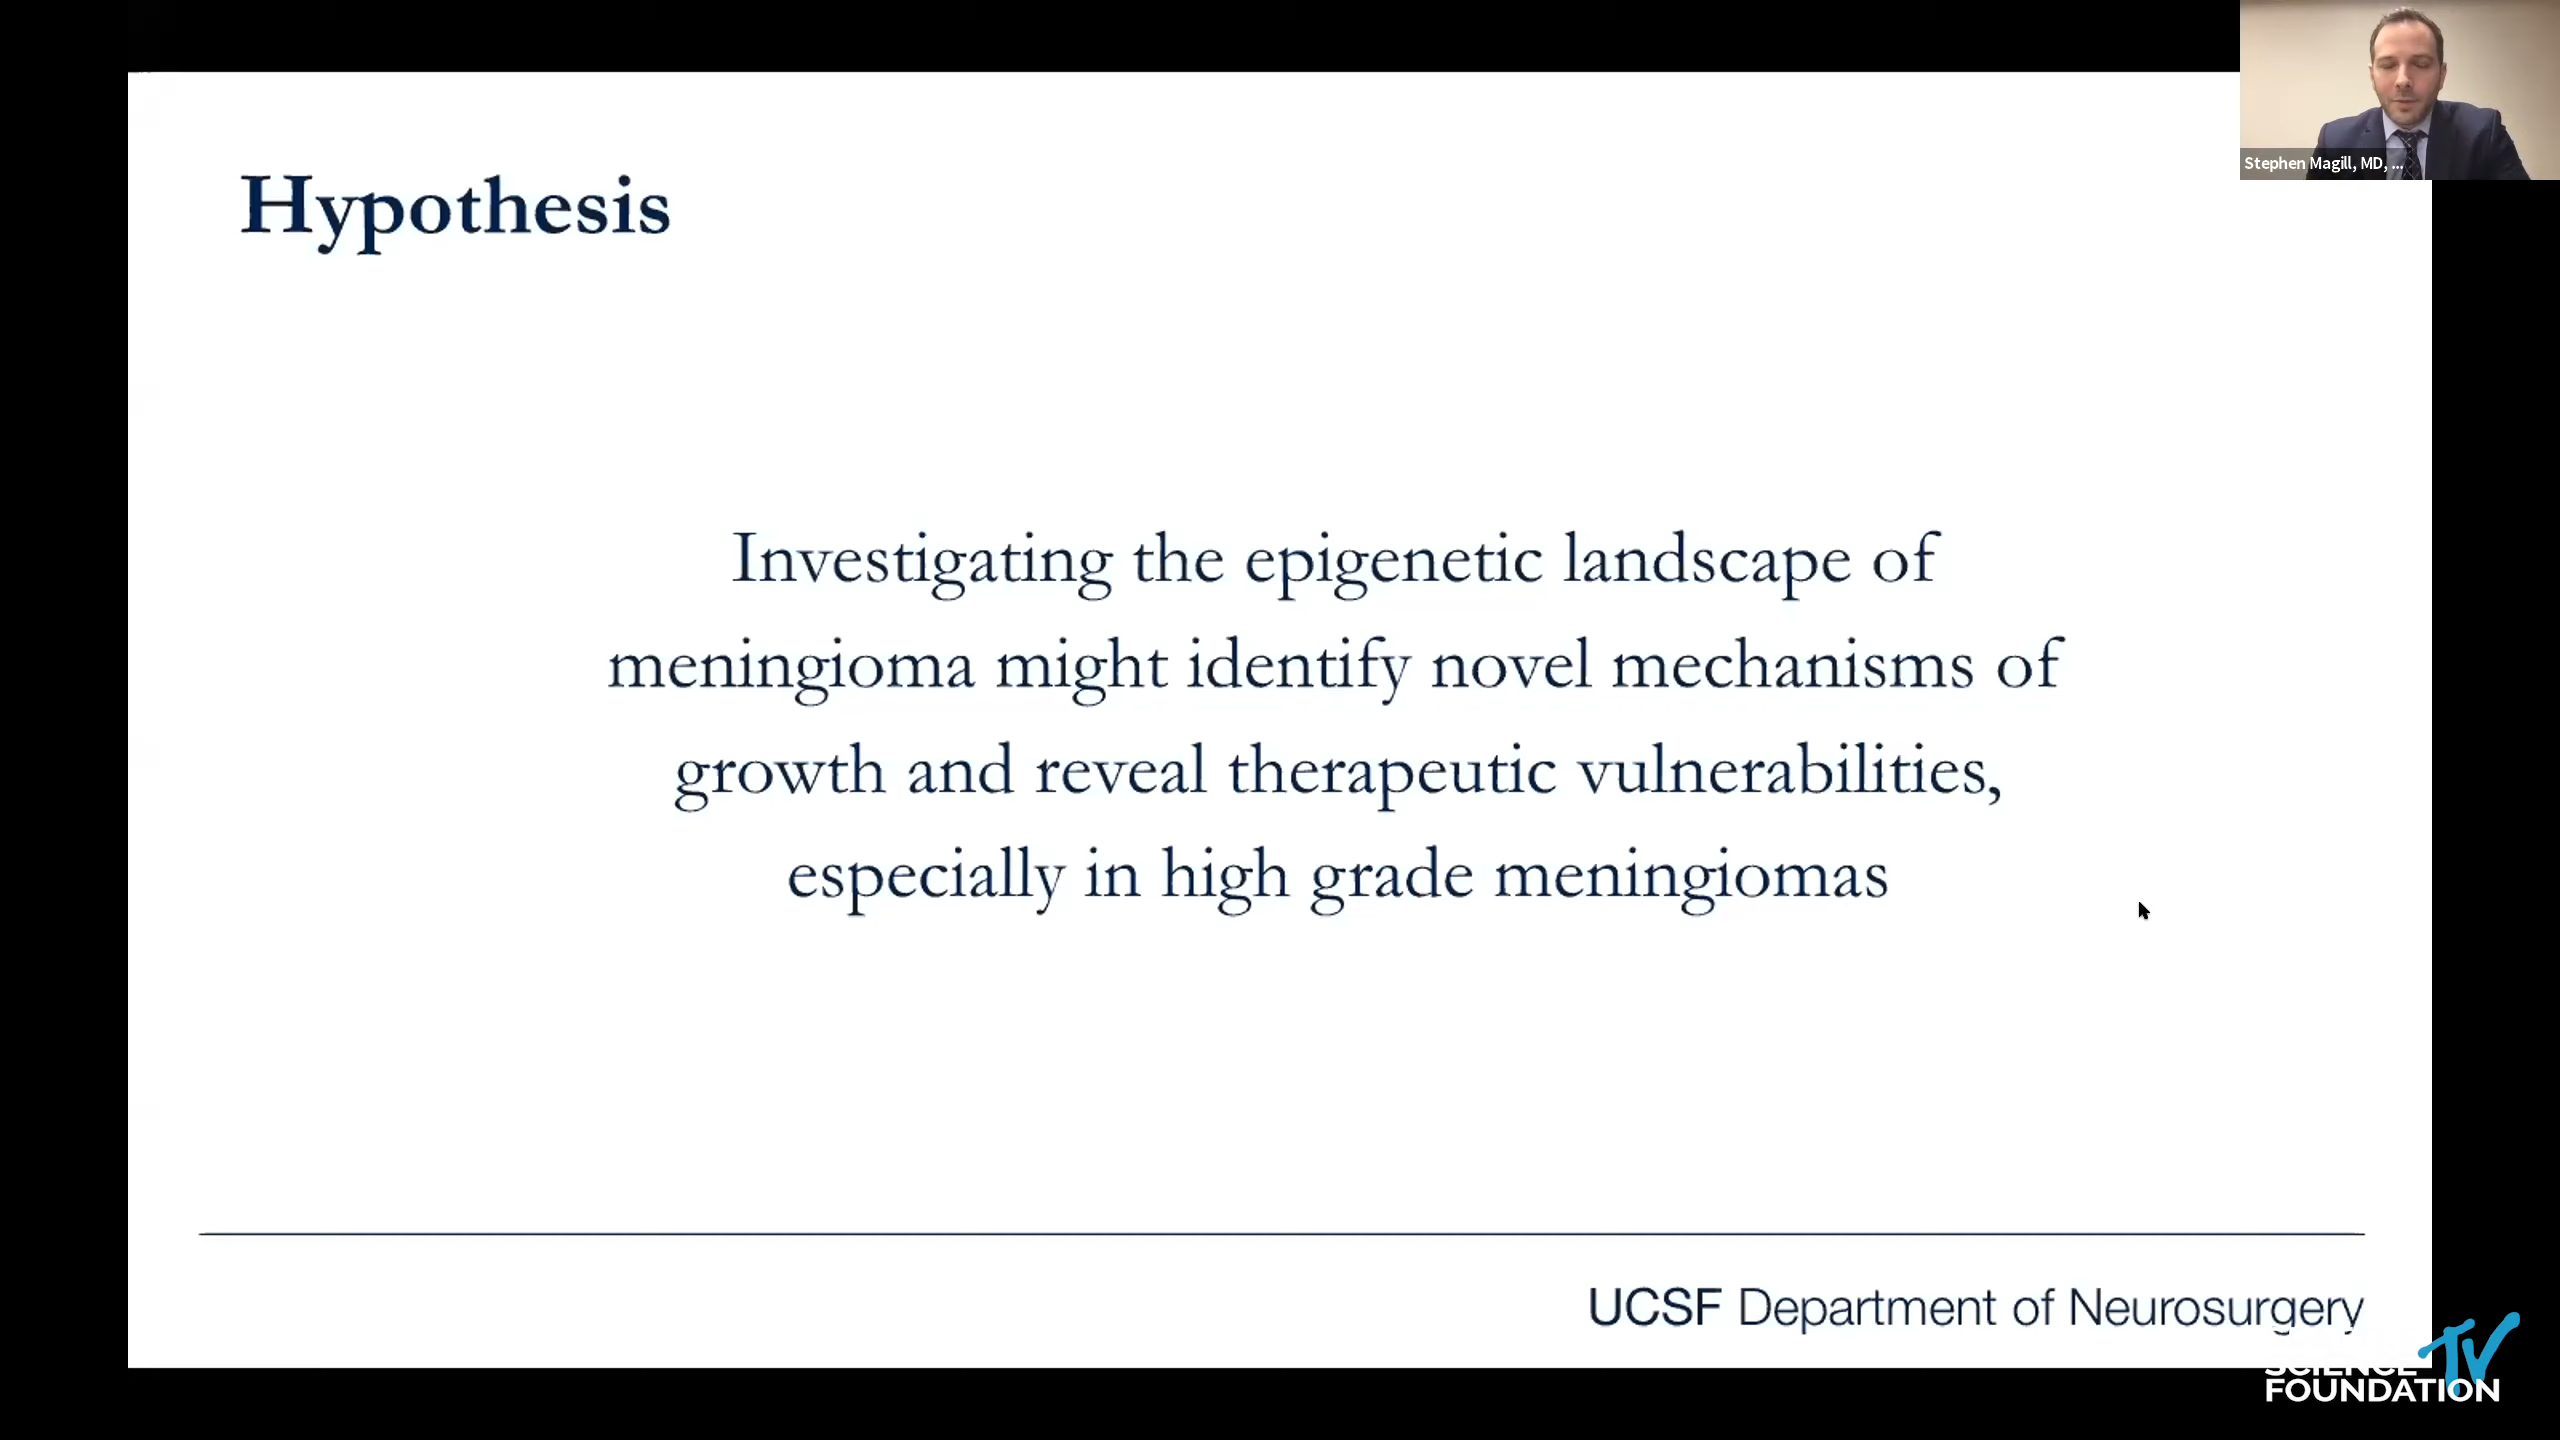 Stephen Magill, MD, ...
Hypothesis
Investigating the epigenetic landscape of
meningioma might identify novel mechanisms of
growth and reveal therapeutic vulnerabilities,
especially in high grade meningiomas
UCSF Department of Neurosurgery
SCIENCE TV
FOUNDATION